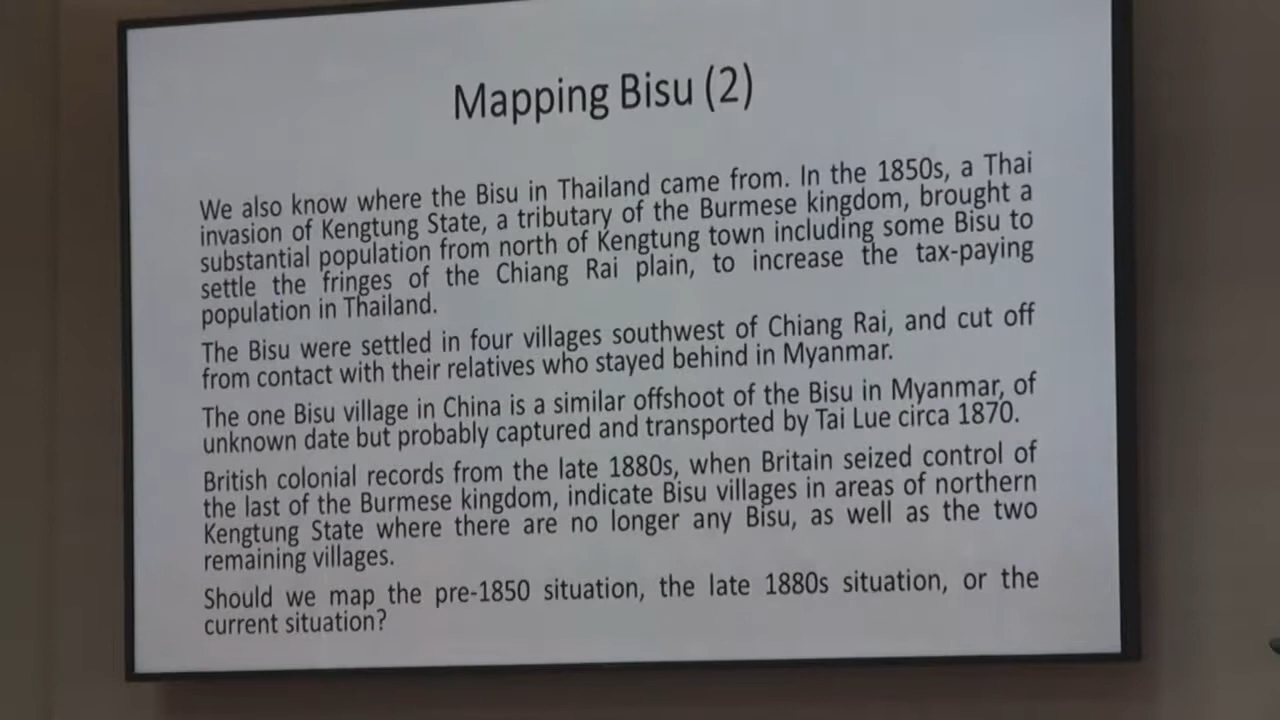 Mapping Bisu (2)
We also know where the Bisu in Thailand came from. In the 1850s, a Thai
invasion of Kengtung State, a tributary of the Burmese kingdom, brought a
substantial population from north of Kengtung town including some Bisu to
settle the fringes of the Chiang Rai plain, to increase the tax-paying
population in Thailand.
The Bisu were settled in four villages southwest of Chiang Rai, and cut off
from contact with their relatives who stayed behind in Myanmar.
The one Bisu village in China is a similar offshoot of the Bisu in Myanmar, of
unknown date but probably captured and transported by Tai Lue circa 1870.
British colonial records from the late 1880s, when Britain seized control of
the last of the Burmese kingdom, indicate Bisu villages in areas of northern
Kengtung State where there are no longer any Bisu, as well as the two
remaining villages.
Should we map the pre-1850 situation, the late 1880s situation, or the
current situation?